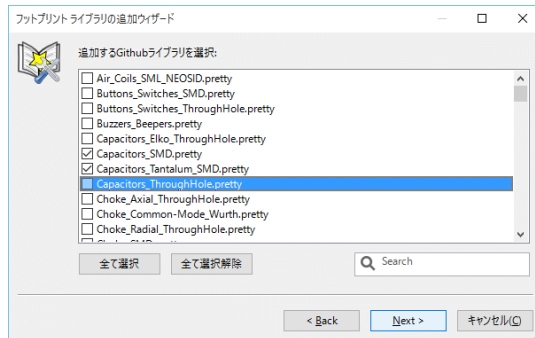 フットプリント ライブラリの追加ウィザード
追加するGithubライブラリを選択:
Air_Coils_SML_NEOSID.pretty
Buttons_Switches_SMD.pretty
Buttons_Switches_ThroughHole.pretty
Buzzers_Beepers.pretty
Capacitors_Elko_ThroughHole.pretty
Capacitors_SMD.pretty
Capacitors_Tantalum_SMD.pretty
Capacitors_ThroughHole.pretty
Choke_Axial_ThroughHole.pretty
Choke_Common-Mode_Wurth.pretty
Choke_Radial_ThroughHole.pretty
全て選択 全て選択解除 Search
< Back Next > キャンセル(C)